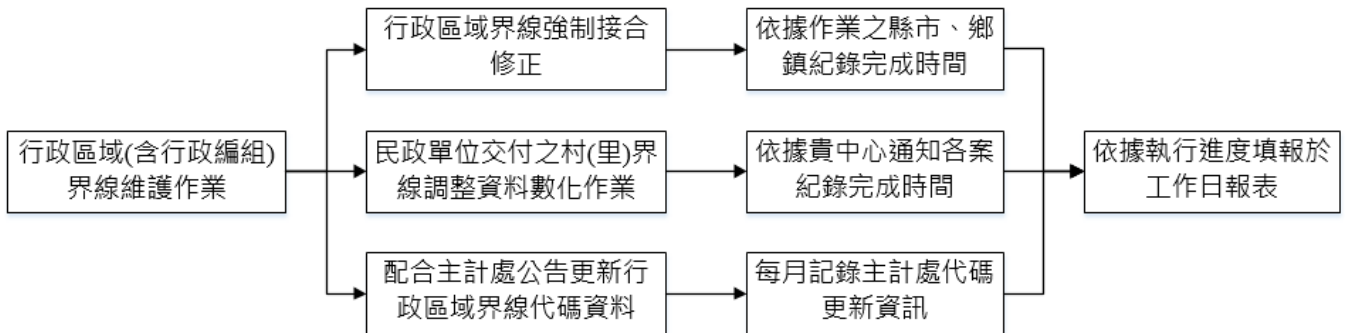 行政區域界線強制接合
修正
依據作業之縣市、鄉
鎮紀錄完成時間
行政區域(含行政編組)
界線維護作業
民政單位交付之村(里)界
線調整資料數化作業
依據貴中心通知各案
紀錄完成時間
依據執行進度填報於
工作日報表
配合主計處公告更新行
政區域界線代碼資料
每月記錄主計處代碼
更新資訊